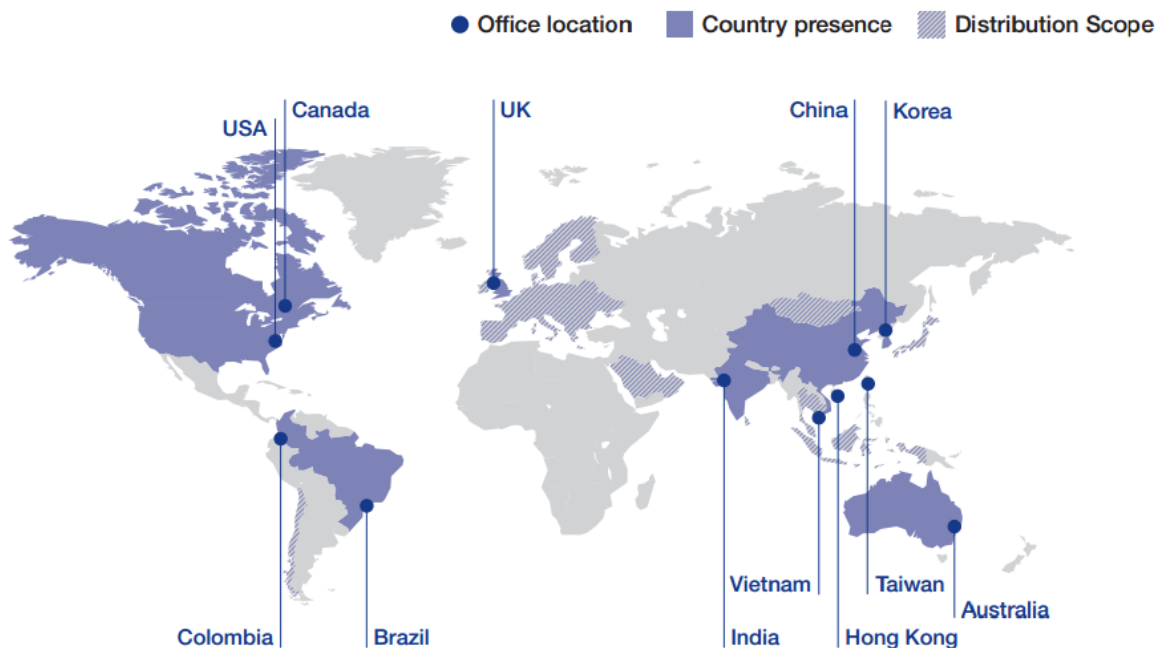 Office location
Country presence
Distribution Scope
Canada
UK
China
Korea
USA
Vietnam
Taiwan
Australia
Colombia
Brazil
India
Hong Kong